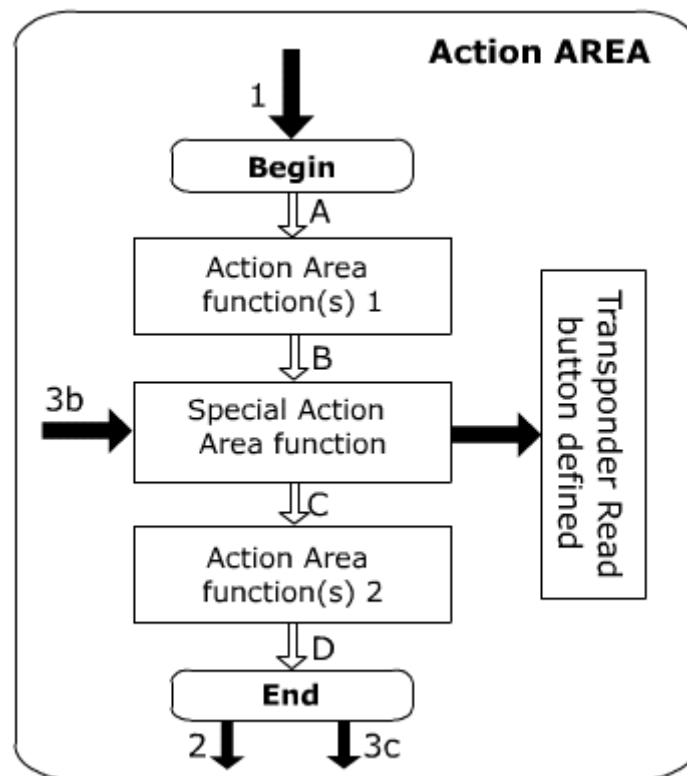 Action AREA
1
Begin
A
Action Area
function(s) 1
B
3b
Special Action
Area function
Transponder Read
button defined
C
Action Area
function(s) 2
D
End
2
3c